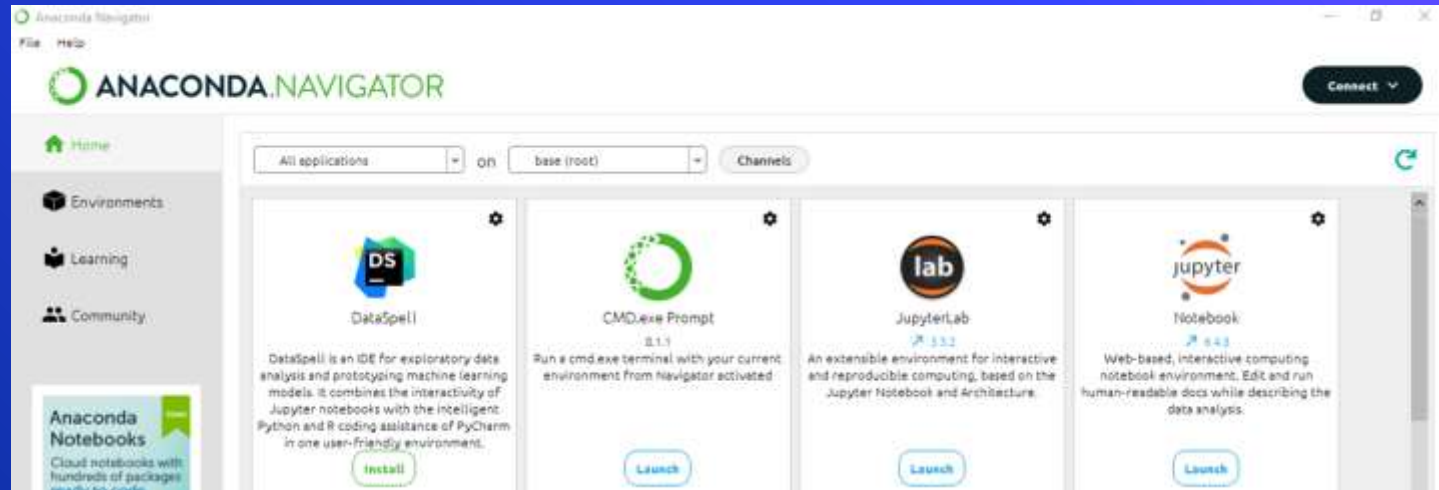 Anaconda Navigator
File Help
ANACONDA.NAVIGATOR
Connect
Home
All applications on base (root) Channels
Environments
Learning
Community
DS
DataSpell
DataSpell is an IDE for exploratory data
analysis and prototyping machine learning
models. It combines the interactivity of
Jupyter notebooks with the intelligent
Python and R coding assistance of PyCharm
in one user-friendly environment.
Install
CMD.exe Prompt
0.1.1
Run a cmd.exe terminal with your current
environment from Navigator activated
Launch
lab
JupyterLab
An extensible environment for interactive
and reproducible computing, based on the
Jupyter Notebook and Architecture.
Launch
jupyter
Notebook
Web-based, interactive computing
notebook environment. Edit and run
human-readable docs while describing the
data analysis.
Launch
Anaconda
Notebooks
Cloud notebooks with
hundreds of packages
ready to code